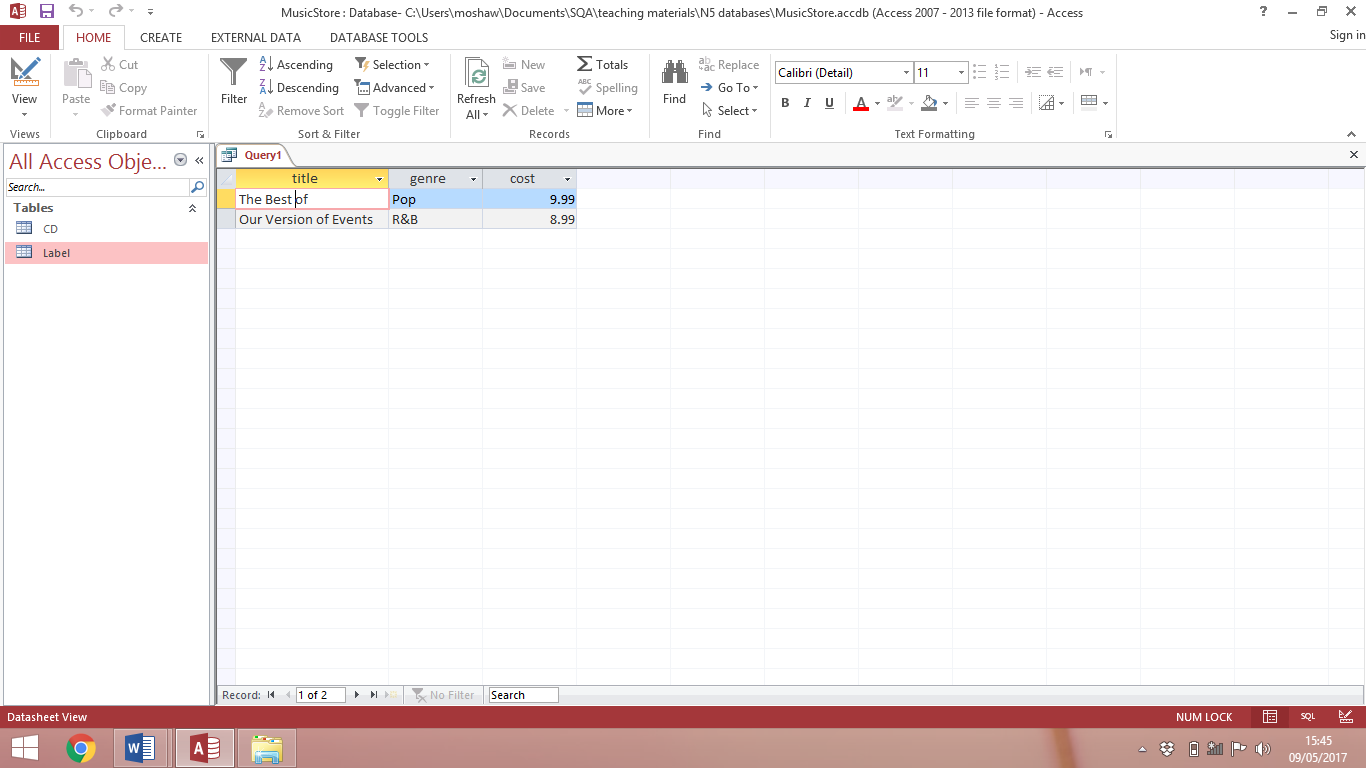 MusicStore : Database- C:\Users\moshaw\Documents\SQA\teaching materials\N5 databases\MusicStore.accdb (Access 2007 - 2013 file format) - Access
FILE HOME CREATE EXTERNAL DATA DATABASE TOOLS Sign in
View
Views
Paste
Cut
Copy
Format Painter
Clipboard
Filter
Ascending
Descending
Remove Sort
Selection
Advanced
Toggle Filter
Sort & Filter
Refresh
All
New
Save
Delete
Totals
Spelling
More
Records
Find
Replace
Go To
Select
Find
Calibri (Detail) 11
B I U A
Text Formatting
All Access Obje...
Search...
Tables
CD
Label
Query1
title genre cost
The Best of Pop 9.99
Our Version of Events R&B 8.99
Record: 1 of 2 No Filter Search
Datasheet View NUM LOCK SQL
15:45
09/05/2017